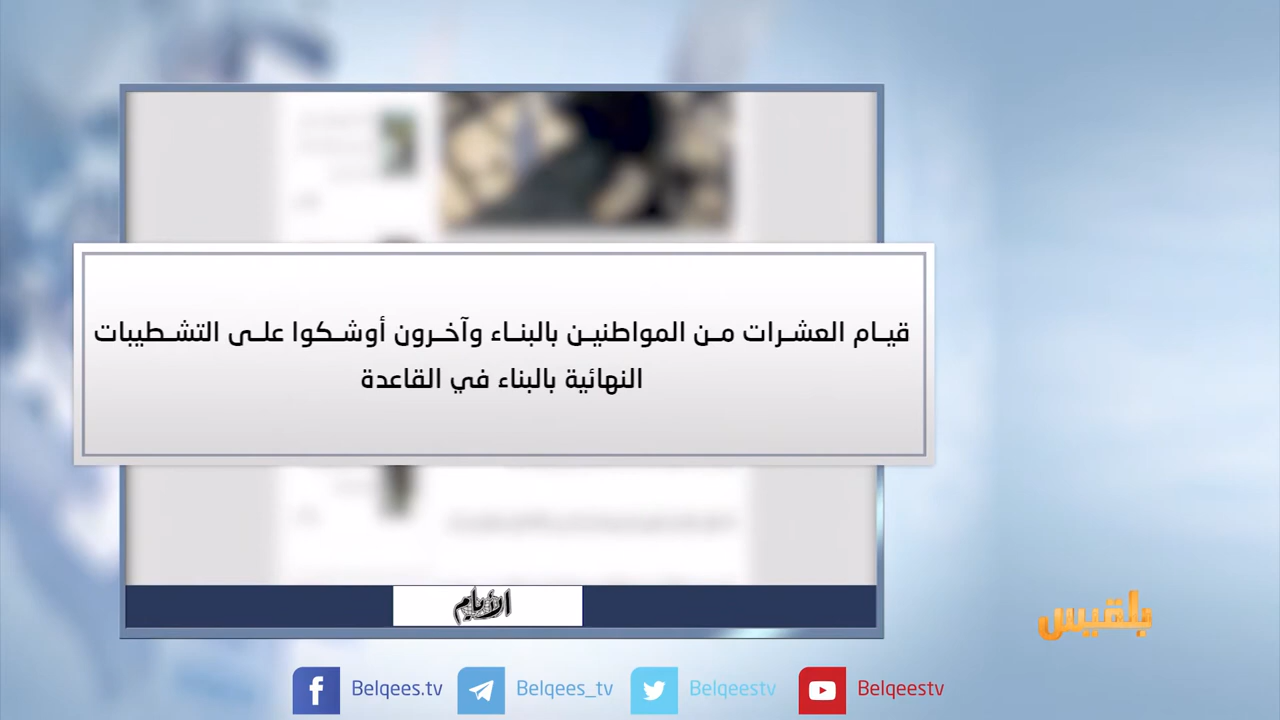 قيام العشرات من المواطنين بالبناء وآخرون أوشكوا على التشطيبات
النهائية بالبناء في القاعدة
الأيام
بلقيس
Belqees.tv
Belqees_tv
Belqeestv
Belqeestv